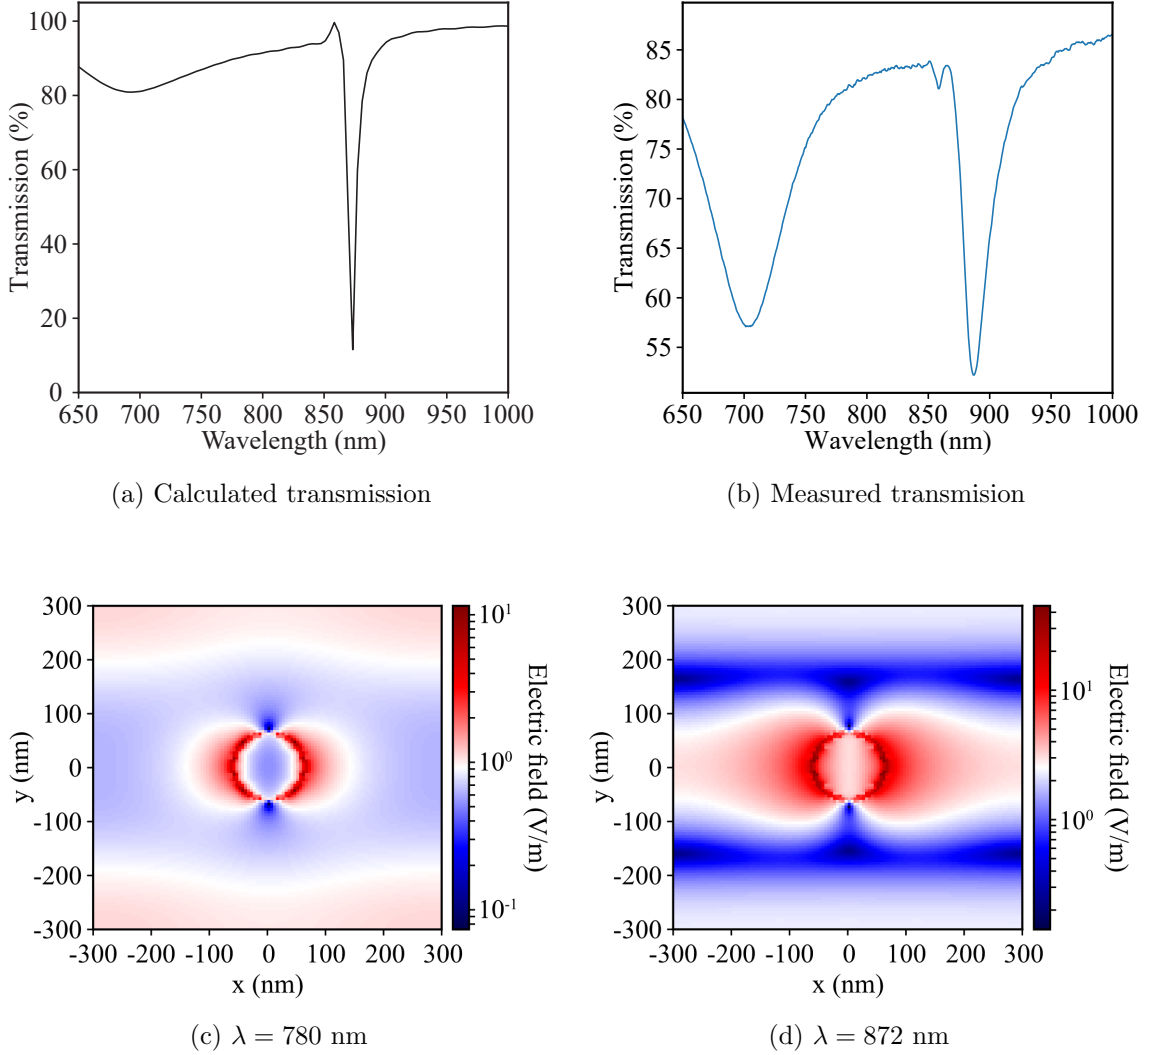 100
80
60
40
20
0
Transmission (%)
650 700 750 800 850 900 950 1000
Wavelength (nm)
(a) Calculated transmission
85
80
75
70
65
60
55
Transmission (%)
650 700 750 800 850 900 950 1000
Wavelength (nm)
(b) Measured transmision
300
200
100
0
-100
-200
-300
y (nm)
-300 -200 -100 0 100 200 300
x (nm)
10¹
10⁰
10⁻¹
Electric field (V/m)
(c) λ = 780 nm
300
200
100
0
-100
-200
-300
y (nm)
-300 -200 -100 0 100 200 300
x (nm)
10¹
10⁰
Electric field (V/m)
(d) λ = 872 nm